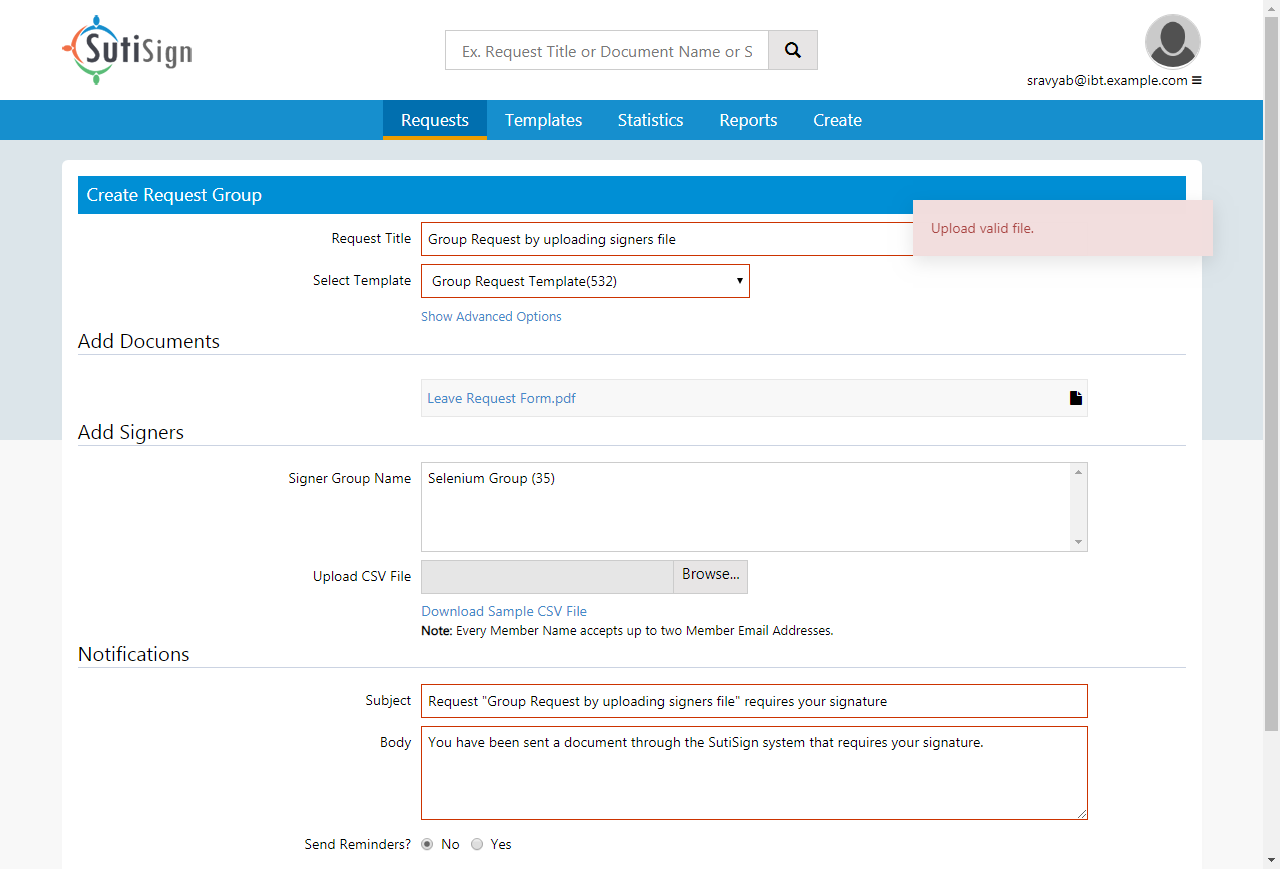 SutiSign
Ex. Request Title or Document Name or S
sravyab@ibt.example.com
Requests Templates Statistics Reports Create
Create Request Group
Upload valid file.
Request Title Group Request by uploading signers file
Select Template Group Request Template(532)
Show Advanced Options
Add Documents
Leave Request Form.pdf
Add Signers
Signer Group Name Selenium Group (35)
Upload CSV File Browse...
Download Sample CSV File
Note: Every Member Name accepts up to two Member Email Addresses.
Notifications
Subject Request "Group Request by uploading signers file" requires your signature
Body You have been sent a document through the SutiSign system that requires your signature.
Send Reminders? No Yes